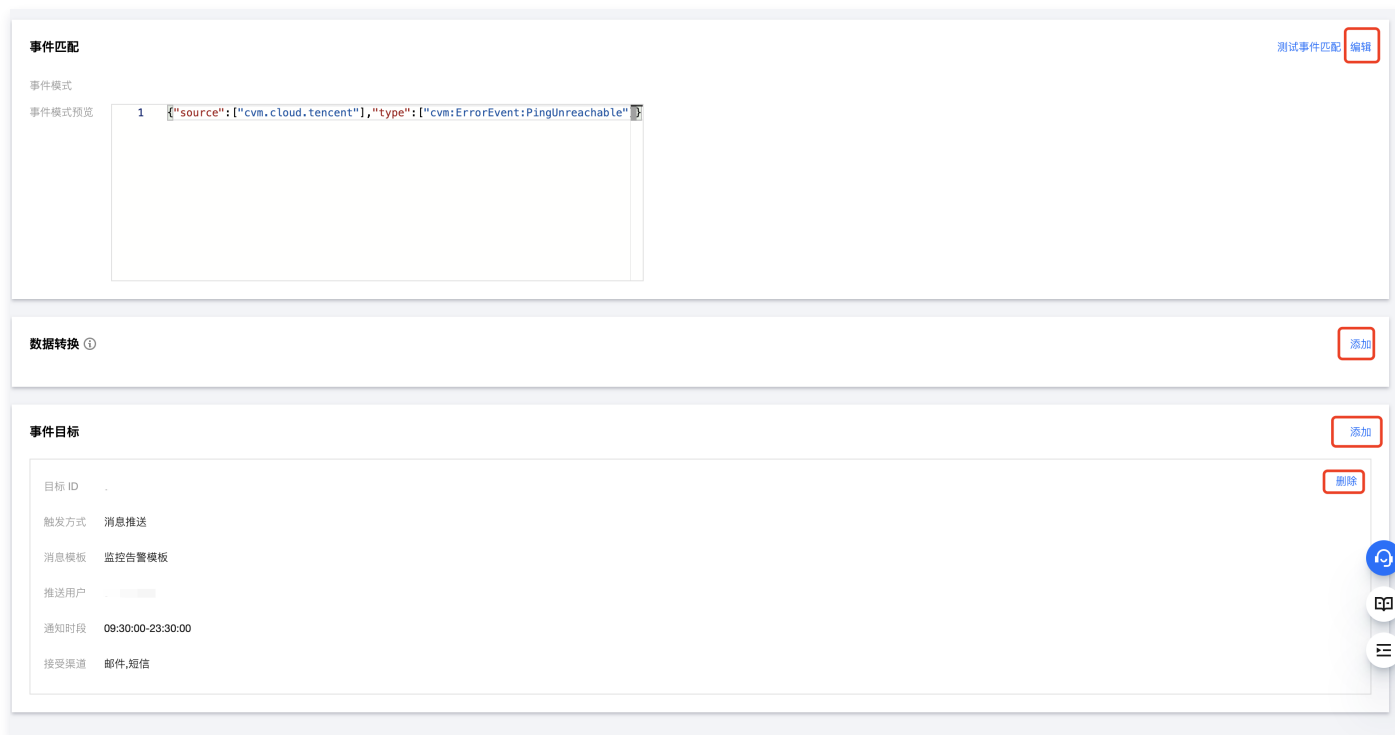 事件匹配
测试事件匹配 编辑
事件模式
事件模式预览 1 {"source":["cvm.cloud.tencent"],"type":["cvm:ErrorEvent:PingUnreachable"]}
数据转换
添加
事件目标
添加
目标 ID
删除
触发方式 消息推送
消息模板 监控告警模板
推送用户
通知时段 09:30:00-23:30:00
接受渠道 邮件,短信